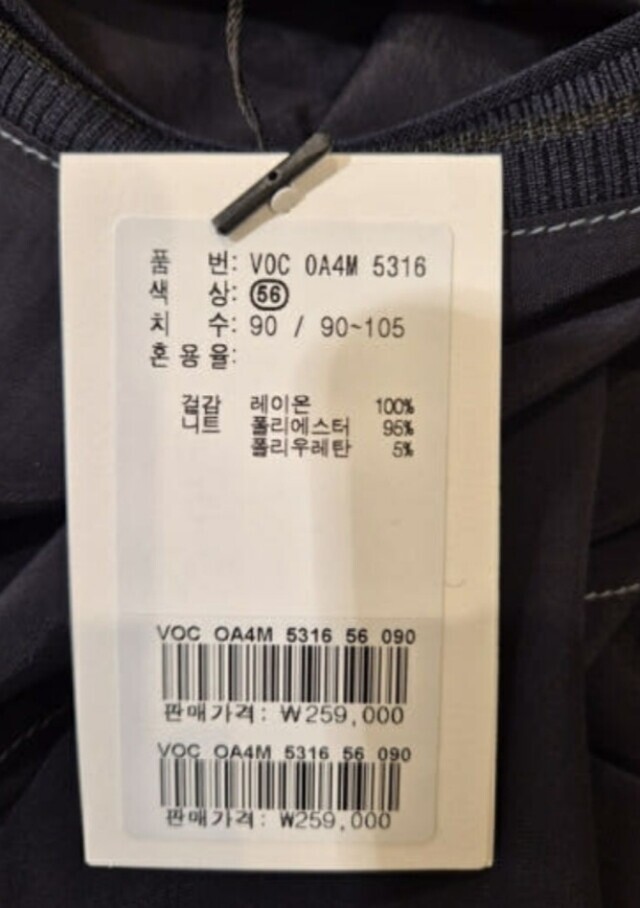 품 번: VOC 0A4M 5316
색 상: 56
치 수: 90 / 90~105
혼 용 율:
겉감 레이온 100%
니트 폴리에스터 95%
폴리우레탄 5%
VOC 0A4M 5316 56 090
판매가격: ₩259,000
VOC 0A4M 5316 56 090
판매가격: ₩259,000